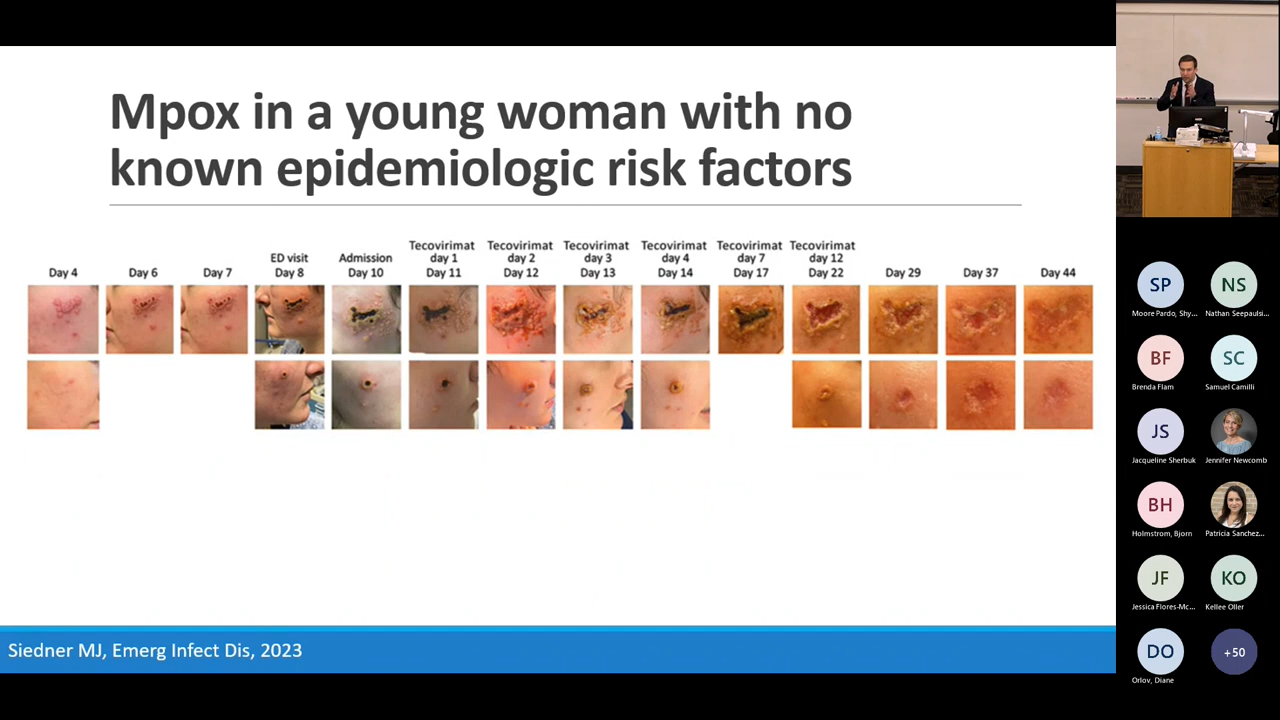 Mpox in a young woman with no
known epidemiologic risk factors
Day 4
Day 6
Day 7
ED visit
Day 8
Admission
Day 10
Tecovirimat
day 1
Day 11
Tecovirimat
day 2
Day 12
Tecovirimat
day 3
Day 13
Tecovirimat
day 4
Day 14
Tecovirimat
day 7
Day 17
Tecovirimat
day 12
Day 22
Day 29
Day 37
Day 44
Siedner MJ, Emerg Infect Dis, 2023
SP
Moore Pardo, Shy...
NS
Nathan Seepaulsi...
BF
Brenda Flam
SC
Samuel Camilli
JS
Jacqueline Sherbuk
Jennifer Newcomb
BH
Holmstrom, Bjorn
Patricia Sanchez...
JF
Jessica Flores-Mc...
KO
Kellee Oller
DO
Orlov, Diane
+50